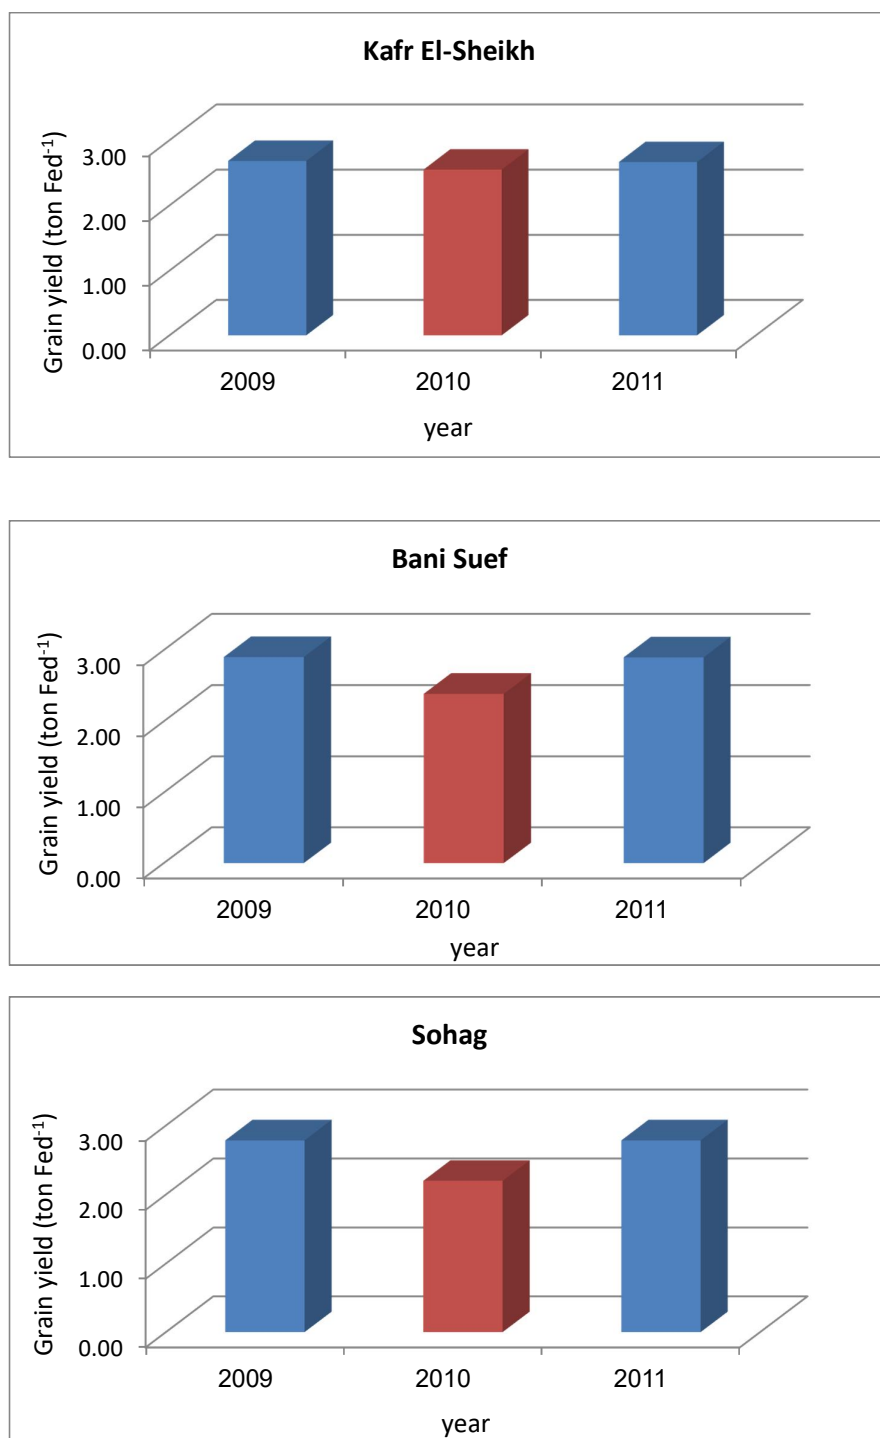 Kafr El-Sheikh
Grain yield (ton Fed-1)
3.00
2.00
1.00
0.00
2009 2010 2011
year
Bani Suef
Grain yield (ton Fed-1)
3.00
2.00
1.00
0.00
2009 2010 2011
year
Sohag
Grain yield (ton Fed-1)
3.00
2.00
1.00
0.00
2009 2010 2011
year